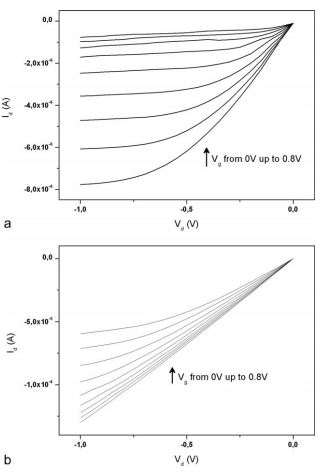 0,0
-2,0x10⁻⁶
-4,0x10⁻⁶
-6,0x10⁻⁶
-8,0x10⁻⁶
I_d (A)
V_g from 0V up to 0.8V
-1,0 -0,5 0,0
a V_d (V)
0,0
-5,0x10⁻⁵
-1,0x10⁻⁴
I_d (A)
V_g from 0V up to 0.8V
-1,0 -0,5 0,0
b V_d (V)